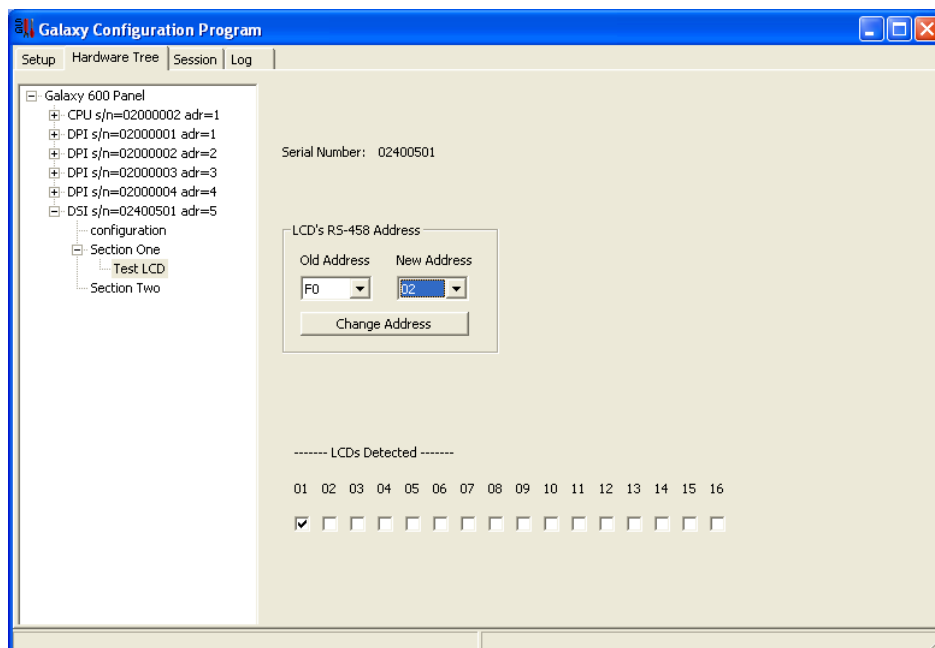 Galaxy Configuration Program
Setup Hardware Tree Session Log
Galaxy 600 Panel
CPU s/n=02000002 adr=1
DPI s/n=02000001 adr=1
DPI s/n=02000002 adr=2
DPI s/n=02000003 adr=3
DPI s/n=02000004 adr=4
DSI s/n=02400501 adr=5
configuration
Section One
Test LCD
Section Two
Serial Number: 02400501
LCD's RS-458 Address
Old Address New Address
F0 02
Change Address
------- LCDs Detected -------
01 02 03 04 05 06 07 08 09 10 11 12 13 14 15 16